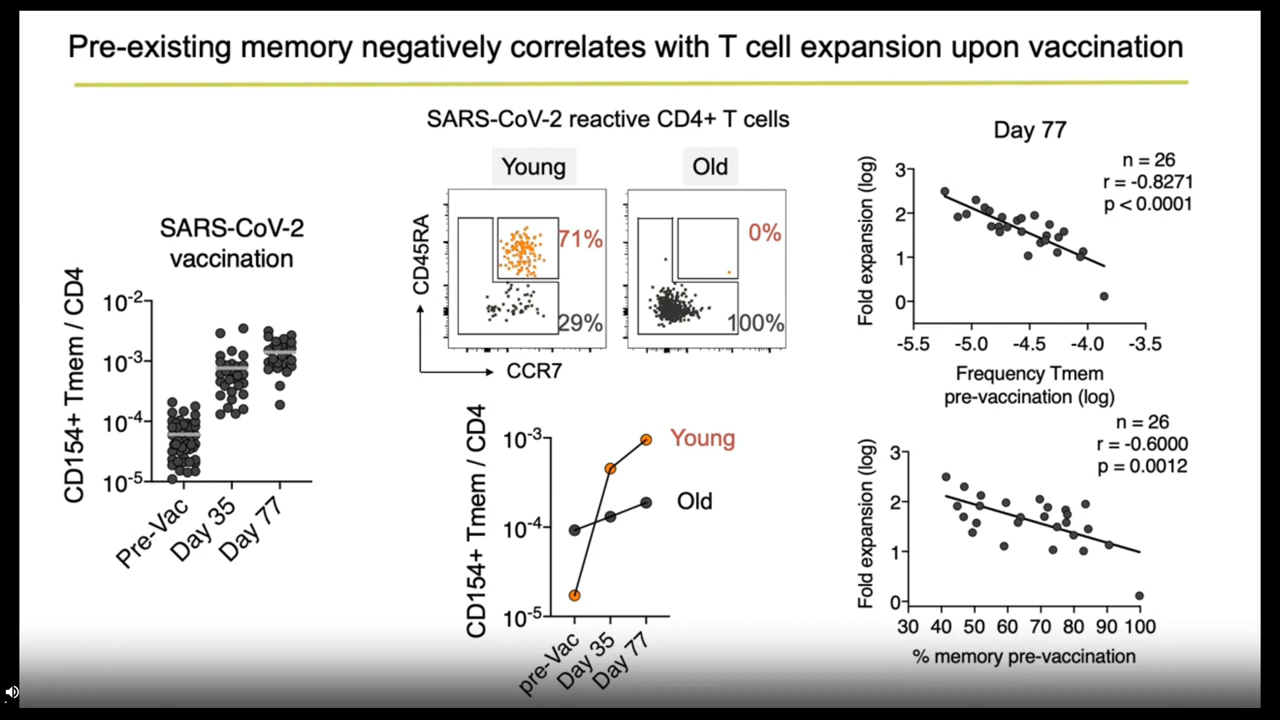 Pre-existing memory negatively correlates with T cell expansion upon vaccination
SARS-CoV-2
vaccination
CD154+ Tmem / CD4
10-2
10-3
10-4
10-5
Pre-Vac
Day 35
Day 77
SARS-CoV-2 reactive CD4+ T cells
Young
Old
CD45RA
71%
29%
0%
100%
CCR7
CD154+ Tmem / CD4
10-3
10-4
10-5
Young
Old
pre-Vac
Day 35
Day 77
Day 77
n = 26
r = -0.8271
p < 0.0001
Fold expansion (log)
3
2
1
0
-5.5 -5.0 -4.5 -4.0 -3.5
Frequency Tmem
pre-vaccination (log)
n = 26
r = -0.6000
p = 0.0012
Fold expansion (log)
3
2
1
0
30 40 50 60 70 80 90 100
% memory pre-vaccination